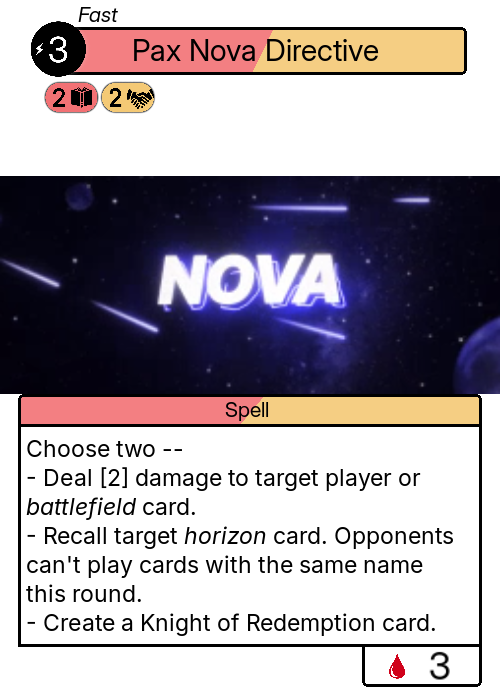 Fast
3 Pax Nova Directive
2 2
NOVA
Spell
Choose two --
- Deal [2] damage to target player or
battlefield card.
- Recall target horizon card. Opponents
can't play cards with the same name
this round.
- Create a Knight of Redemption card.
3